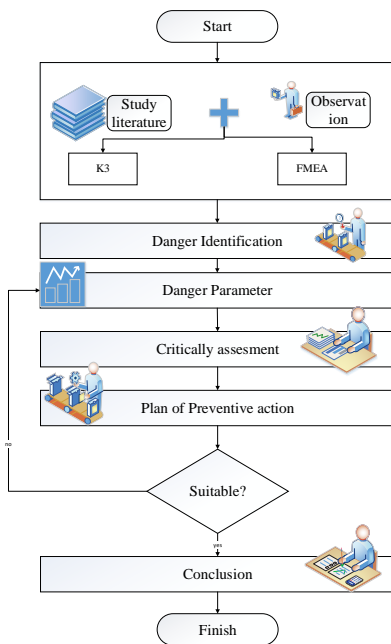 Start
Study
literature
Observat
ion
K3
FMEA
Danger Identification
Danger Parameter
Critically assesment
Plan of Preventive action
no
Suitable?
yes
Conclusion
Finish